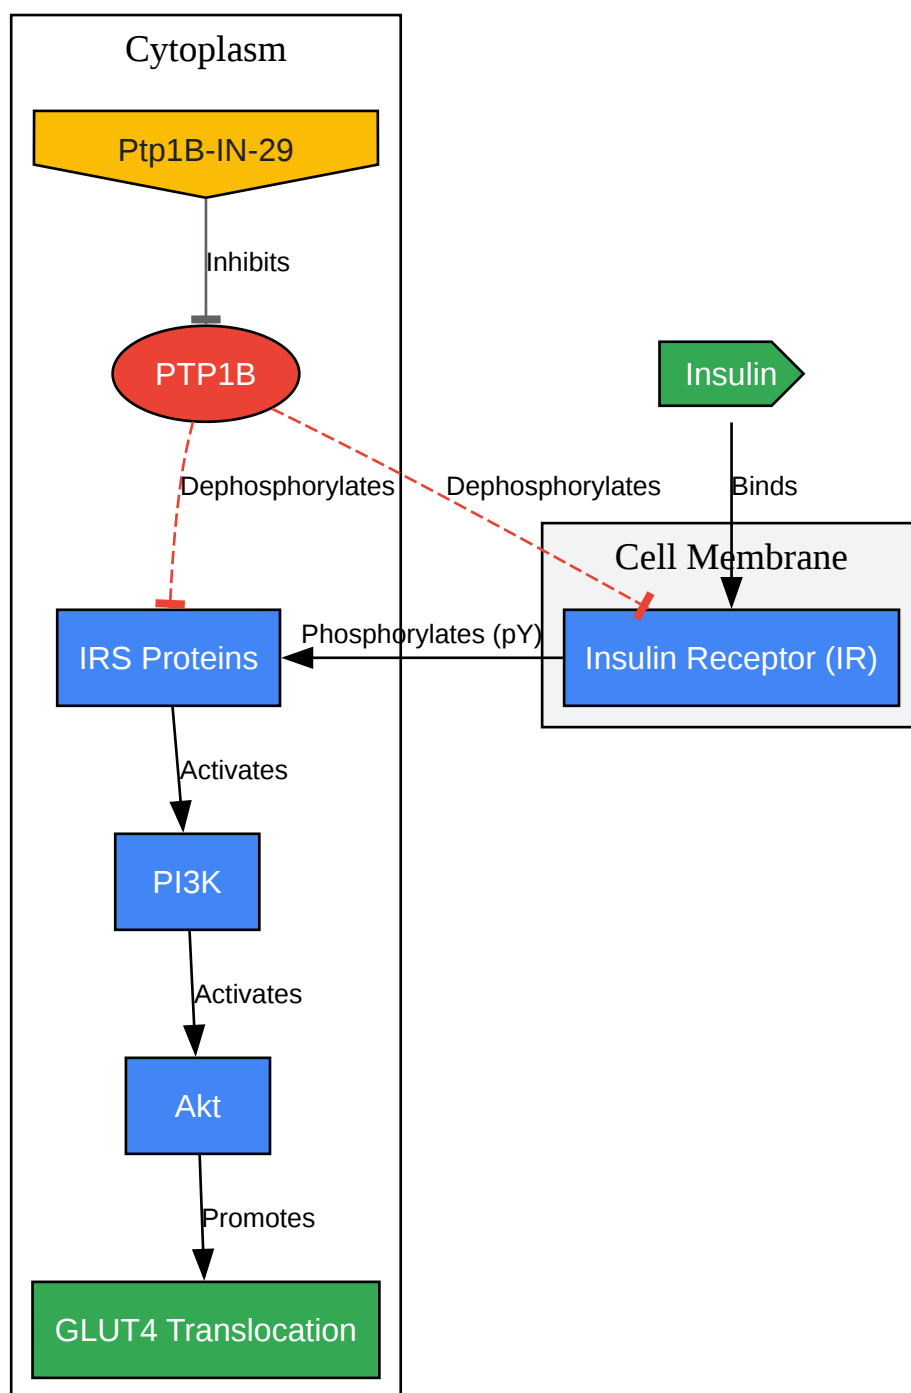 Cytoplasm
Ptp1B-IN-29
Inhibits
PTP1B
Insulin
Dephosphorylates
Dephosphorylates
Binds
Cell Membrane
Phosphorylates (pY)
IRS Proteins
Insulin Receptor (IR)
Activates
PI3K
Activates
Akt
Promotes
GLUT4 Translocation